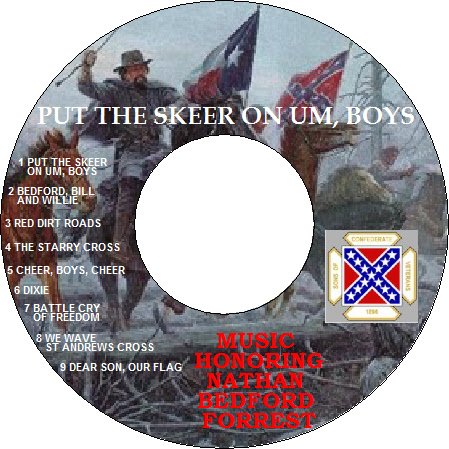 PUT THE SKEER ON UM, BOYS
1 PUT THE SKEER
ON UM, BOYS
2 BEDFORD, BILL
AND WILLIE
3 RED DIRT ROADS
4 THE STARRY CROSS
5 CHEER, BOYS, CHEER
6 DIXIE
7 BATTLE CRY
OF FREEDOM
8 WE WAVE
ST ANDREWS CROSS
9 DEAR SON, OUR FLAG
CONFEDERATE
SONS OF
VETERANS
1896
MUSIC
HONORING
NATHAN
BEDFORD
FORREST